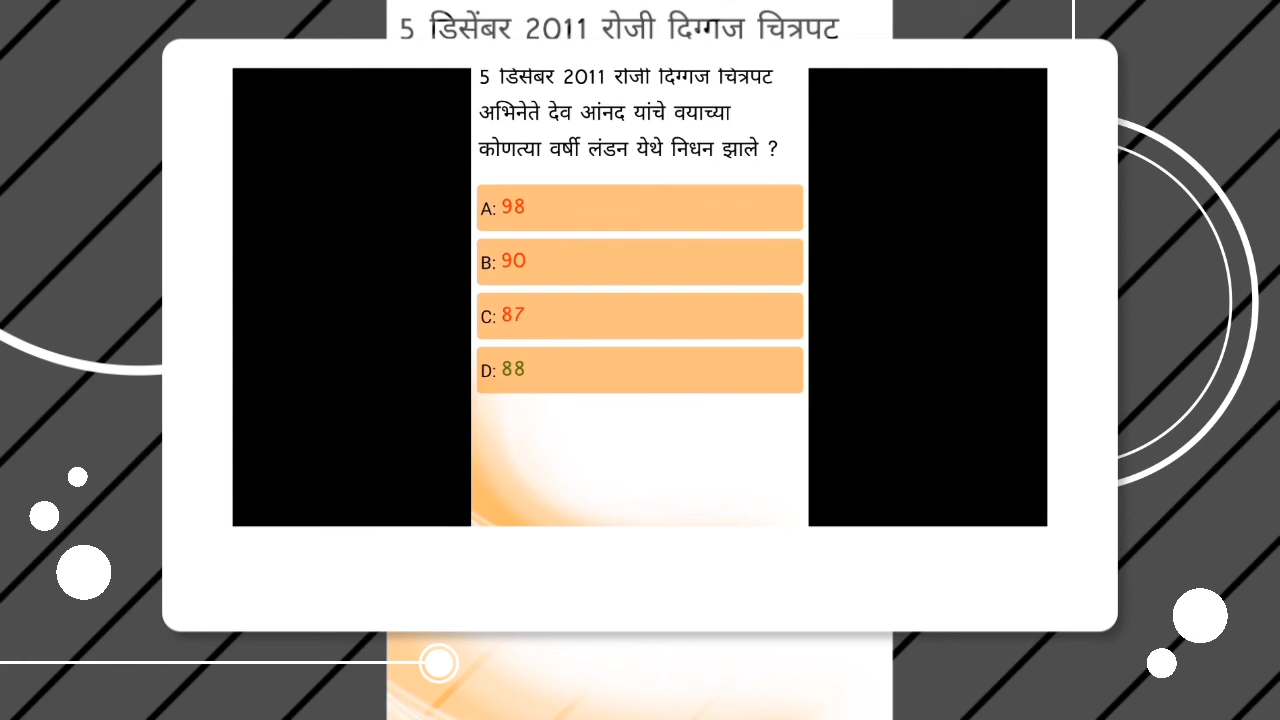 5 डिसेंबर 2011 रोजी दिग्गज चित्रपट
5 डिसेंबर 2011 रोजी दिग्गज चित्रपट
अभिनेते देव आंनद यांचे वयाच्या
कोणत्या वर्षी लंडन येथे निधन झाले ?
A: 98
B: 90
C: 87
D: 88